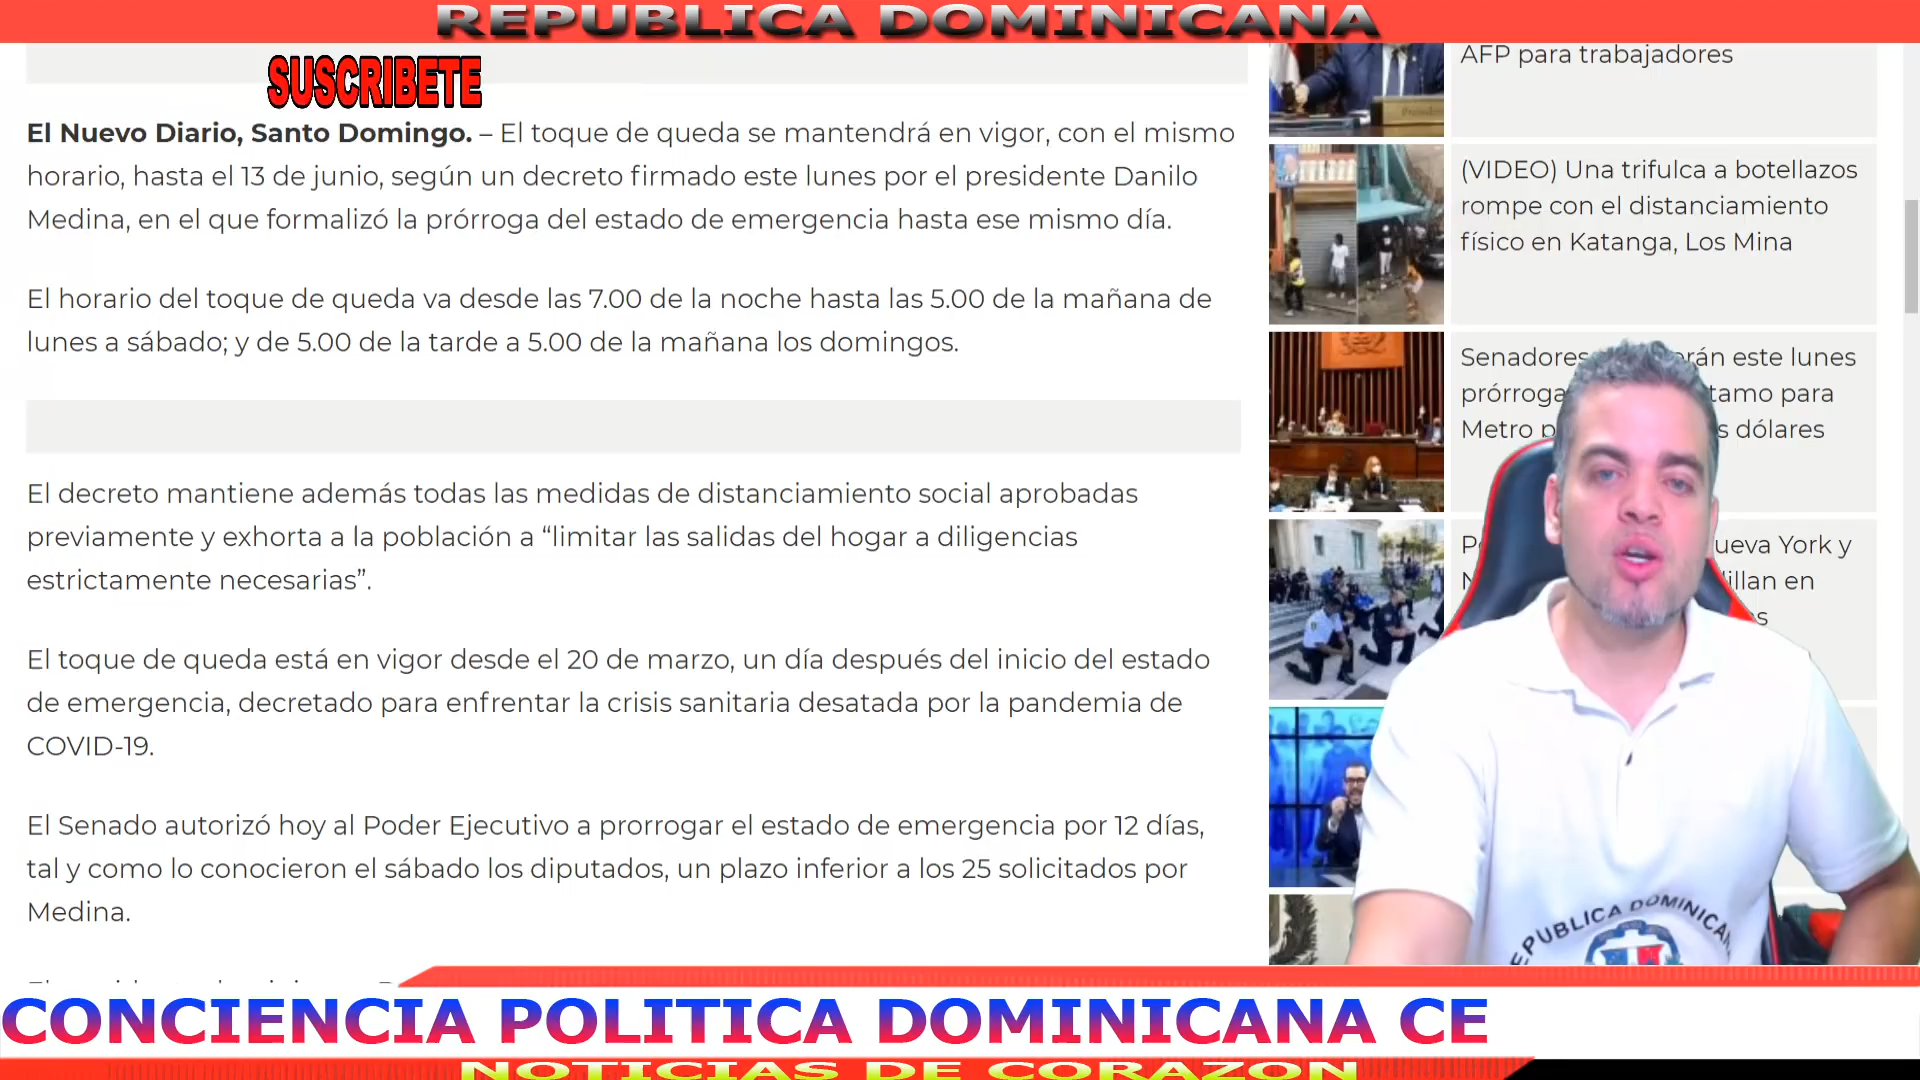 REPUBLICA DOMINICANA
SUSCRIBETE
El Nuevo Diario, Santo Domingo. – El toque de queda se mantendrá en vigor, con el mismo
horario, hasta el 13 de junio, según un decreto firmado este lunes por el presidente Danilo
Medina, en el que formalizó la prórroga del estado de emergencia hasta ese mismo día.
El horario del toque de queda va desde las 7.00 de la noche hasta las 5.00 de la mañana de
lunes a sábado; y de 5.00 de la tarde a 5.00 de la mañana los domingos.
El decreto mantiene además todas las medidas de distanciamiento social aprobadas
previamente y exhorta a la población a “limitar las salidas del hogar a diligencias
estrictamente necesarias”.
El toque de queda está en vigor desde el 20 de marzo, un día después del inicio del estado
de emergencia, decretado para enfrentar la crisis sanitaria desatada por la pandemia de
COVID-19.
El Senado autorizó hoy al Poder Ejecutivo a prorrogar el estado de emergencia por 12 días,
tal y como lo conocieron el sábado los diputados, un plazo inferior a los 25 solicitados por
Medina.
AFP para trabajadores
(VIDEO) Una trifulca a botellazos
rompe con el distanciamiento
físico en Katanga, Los Mina
Senadores este lunes
prórroga para
Metro dólares
ueva York y
en
REPUBLICA DOMINICANA
CONCIENCIA POLITICA DOMINICANA CE
NOTICIAS DE CORAZON